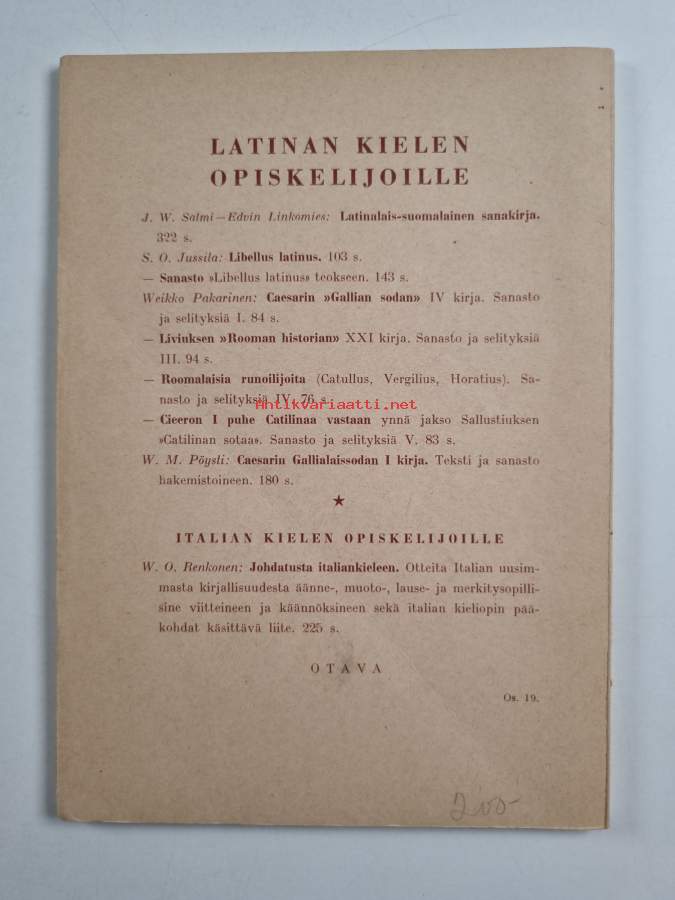 LATINAN KIELEN
OPISKELIJOILLE
J. W. Salmi—Edvin Linkomies: Latinalais-suomalainen sanakirja.
322 s.
S. O. Jussila: Libellus latinus. 103 s.
— Sanasto »Libellus latinus» teokseen. 143 s.
Weikko Pakarinen: Caesarin »Gallian sodan» IV kirja. Sanasto
ja selityksiä I. 84 s.
— Liviuksen »Rooman historian» XXI kirja. Sanasto ja selityksiä
III. 94 s.
— Roomalaisia runoilijoita (Catullus, Vergilius, Horatius). Sa-
nasto ja selityksiä IV. 76 s.
Antikvariaatti.net
— Ciceron I puhe Catilinaa vastaan ynnä jakso Sallustiuksen
»Catilinan sotaa». Sanasto ja selityksiä V. 83 s.
W. M. Pöysti: Caesarin Gallialaissodan I kirja. Teksti ja sanasto
hakemistoineen. 180 s.
★
ITALIAN KIELEN OPISKELIJOILLE
W. O. Renkonen: Johdatusta italiankieleen. Otteita Italian uusim-
masta kirjallisuudesta äänne-, muoto-, lause- ja merkitysopilli-
sine viitteineen ja käännöksineen sekä italian kieliopin pää-
kohdat käsittävä liite. 225 s.
OTAVA
Os. 19.
200-